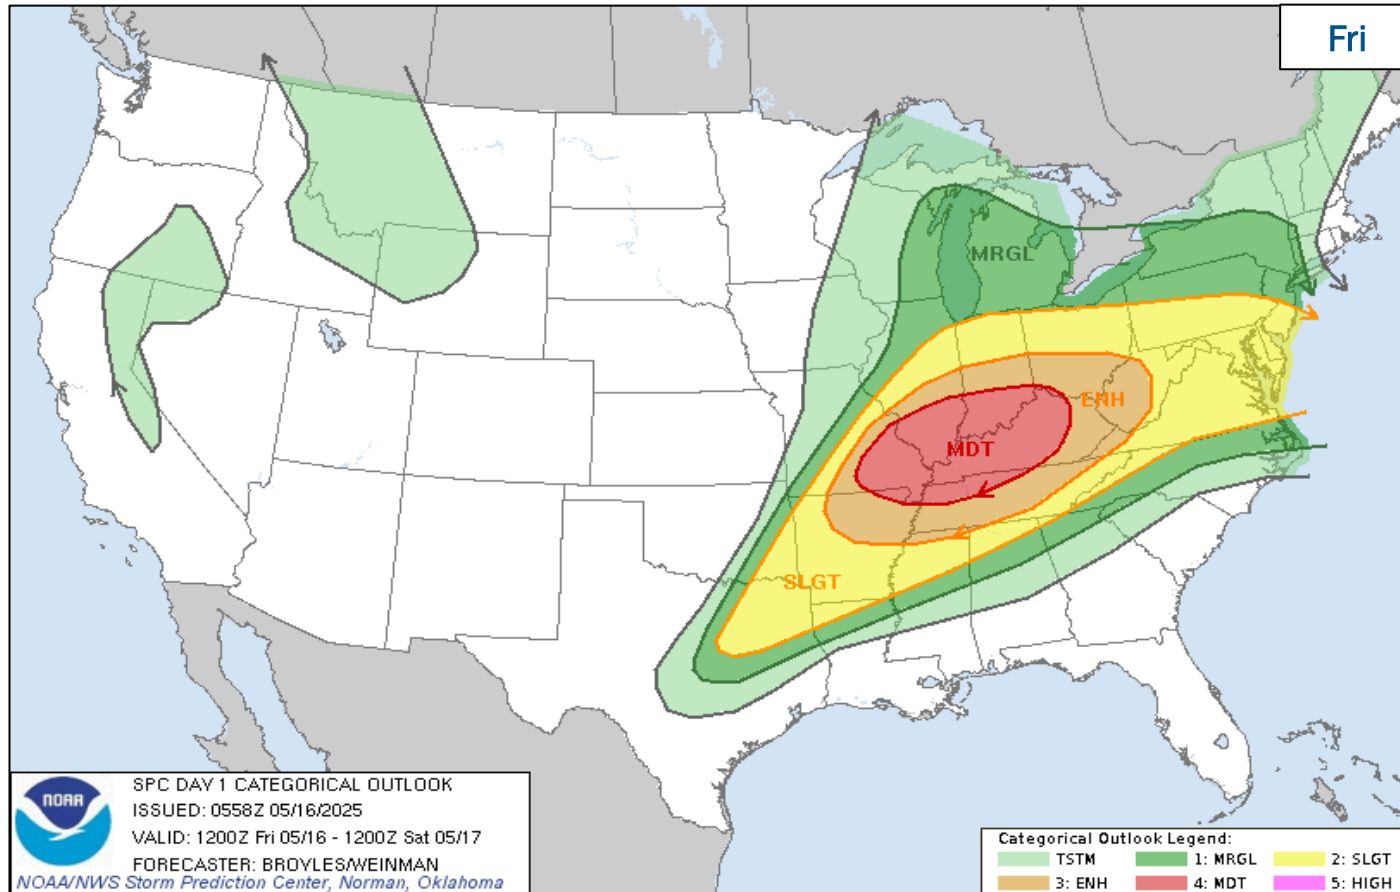 Fri
MRGL
ENH
MDT
SLGT
NOAA
SPC DAY 1 CATEGORICAL OUTLOOK
ISSUED: 0558Z 05/16/2025
VALID: 1200Z Fri 05/16 - 1200Z Sat 05/17
FORECASTER: BROYLES/WEINMAN
NOAA/NWS Storm Prediction Center, Norman, Oklahoma
Categorical Outlook Legend:
TSTM 1: MRGL 2: SLGT
3: ENH 4: MDT 5: HIGH